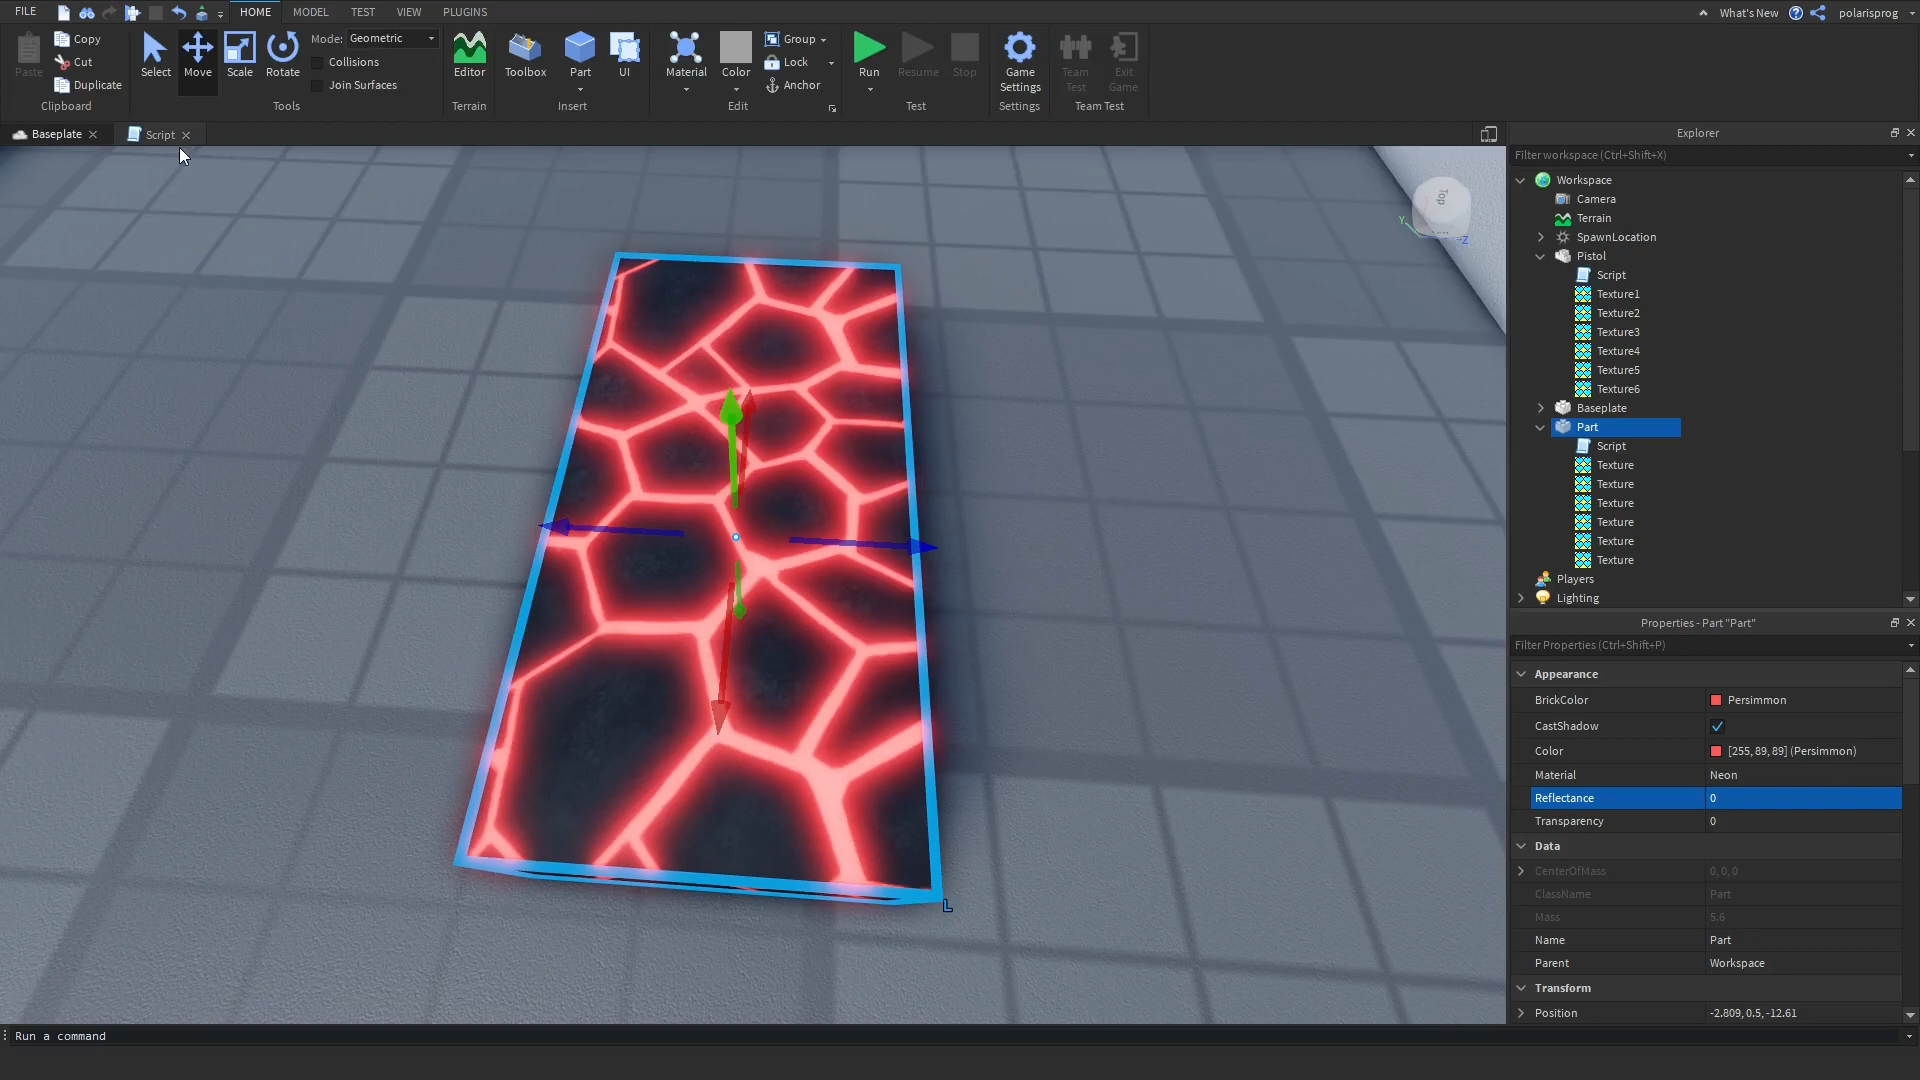 FILE HOME MODEL TEST VIEW PLUGINS What's New polarisprog
Paste Copy Cut Duplicate Clipboard
Select Move Scale Rotate Mode: Geometric Collisions Join Surfaces Tools
Editor Terrain
Toolbox Part UI Insert
Material Color Group Lock Anchor Edit
Run Resume Stop Test
Game Settings Settings
Team Test Exit Game Team Test
Baseplate Script
Top
Y
Z
L
Explorer
Filter workspace (Ctrl+Shift+X)
Workspace
Camera
Terrain
SpawnLocation
Pistol
Script
Texture1
Texture2
Texture3
Texture4
Texture5
Texture6
Baseplate
Part
Script
Texture
Texture
Texture
Texture
Texture
Texture
Players
Lighting
Properties - Part "Part"
Filter Properties (Ctrl+Shift+P)
Appearance
BrickColor Persimmon
CastShadow
Color [255, 89, 89] (Persimmon)
Material Neon
Reflectance 0
Transparency 0
Data
CenterOfMass 0, 0, 0
ClassName Part
Mass 5.6
Name Part
Parent Workspace
Transform
Position -2.809, 0.5, -12.61
Run a command